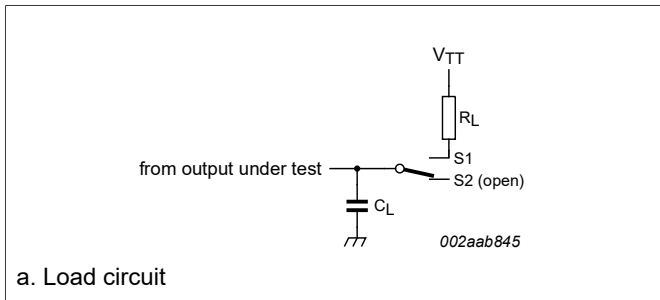 VTT
RL
S1
from output under test
S2 (open)
CL
002aab845
a. Load circuit